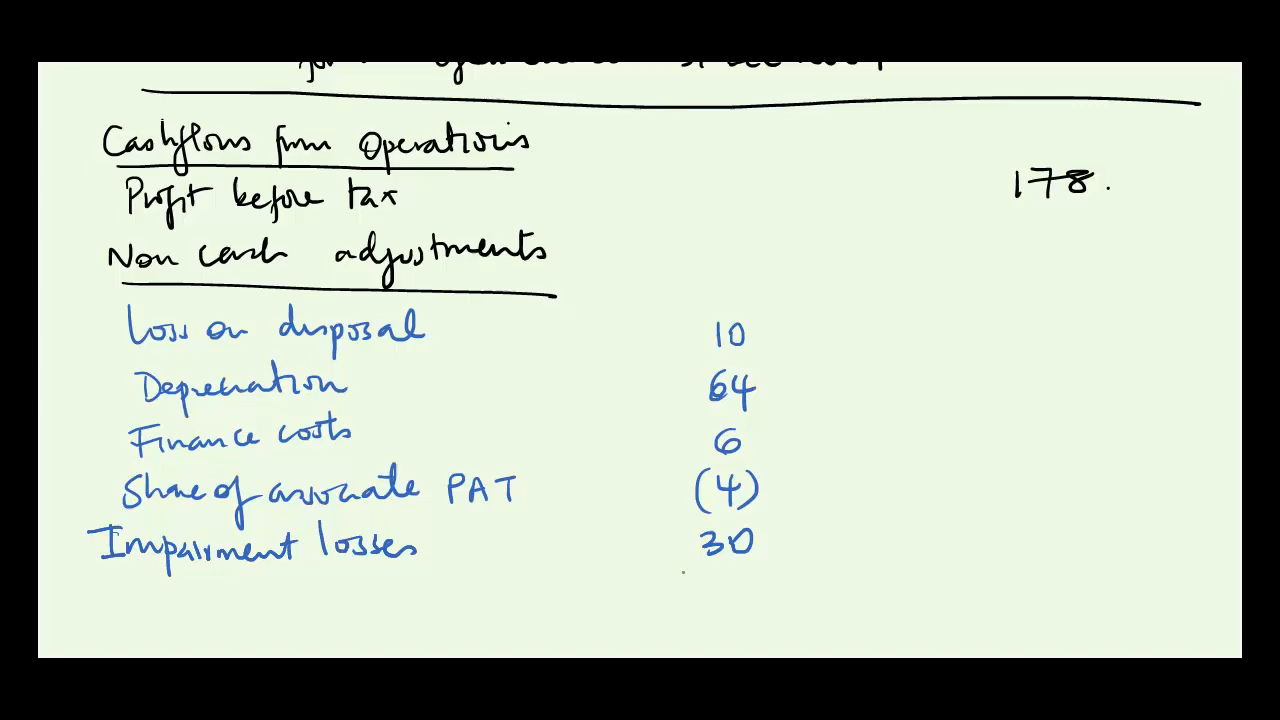 Cashflows from Operations
Profit before tax 178.
Non cash adjustments
Loss on disposal 10
Depreciation 64
Finance costs 6
Share of associate PAT (4)
Impairment losses 30